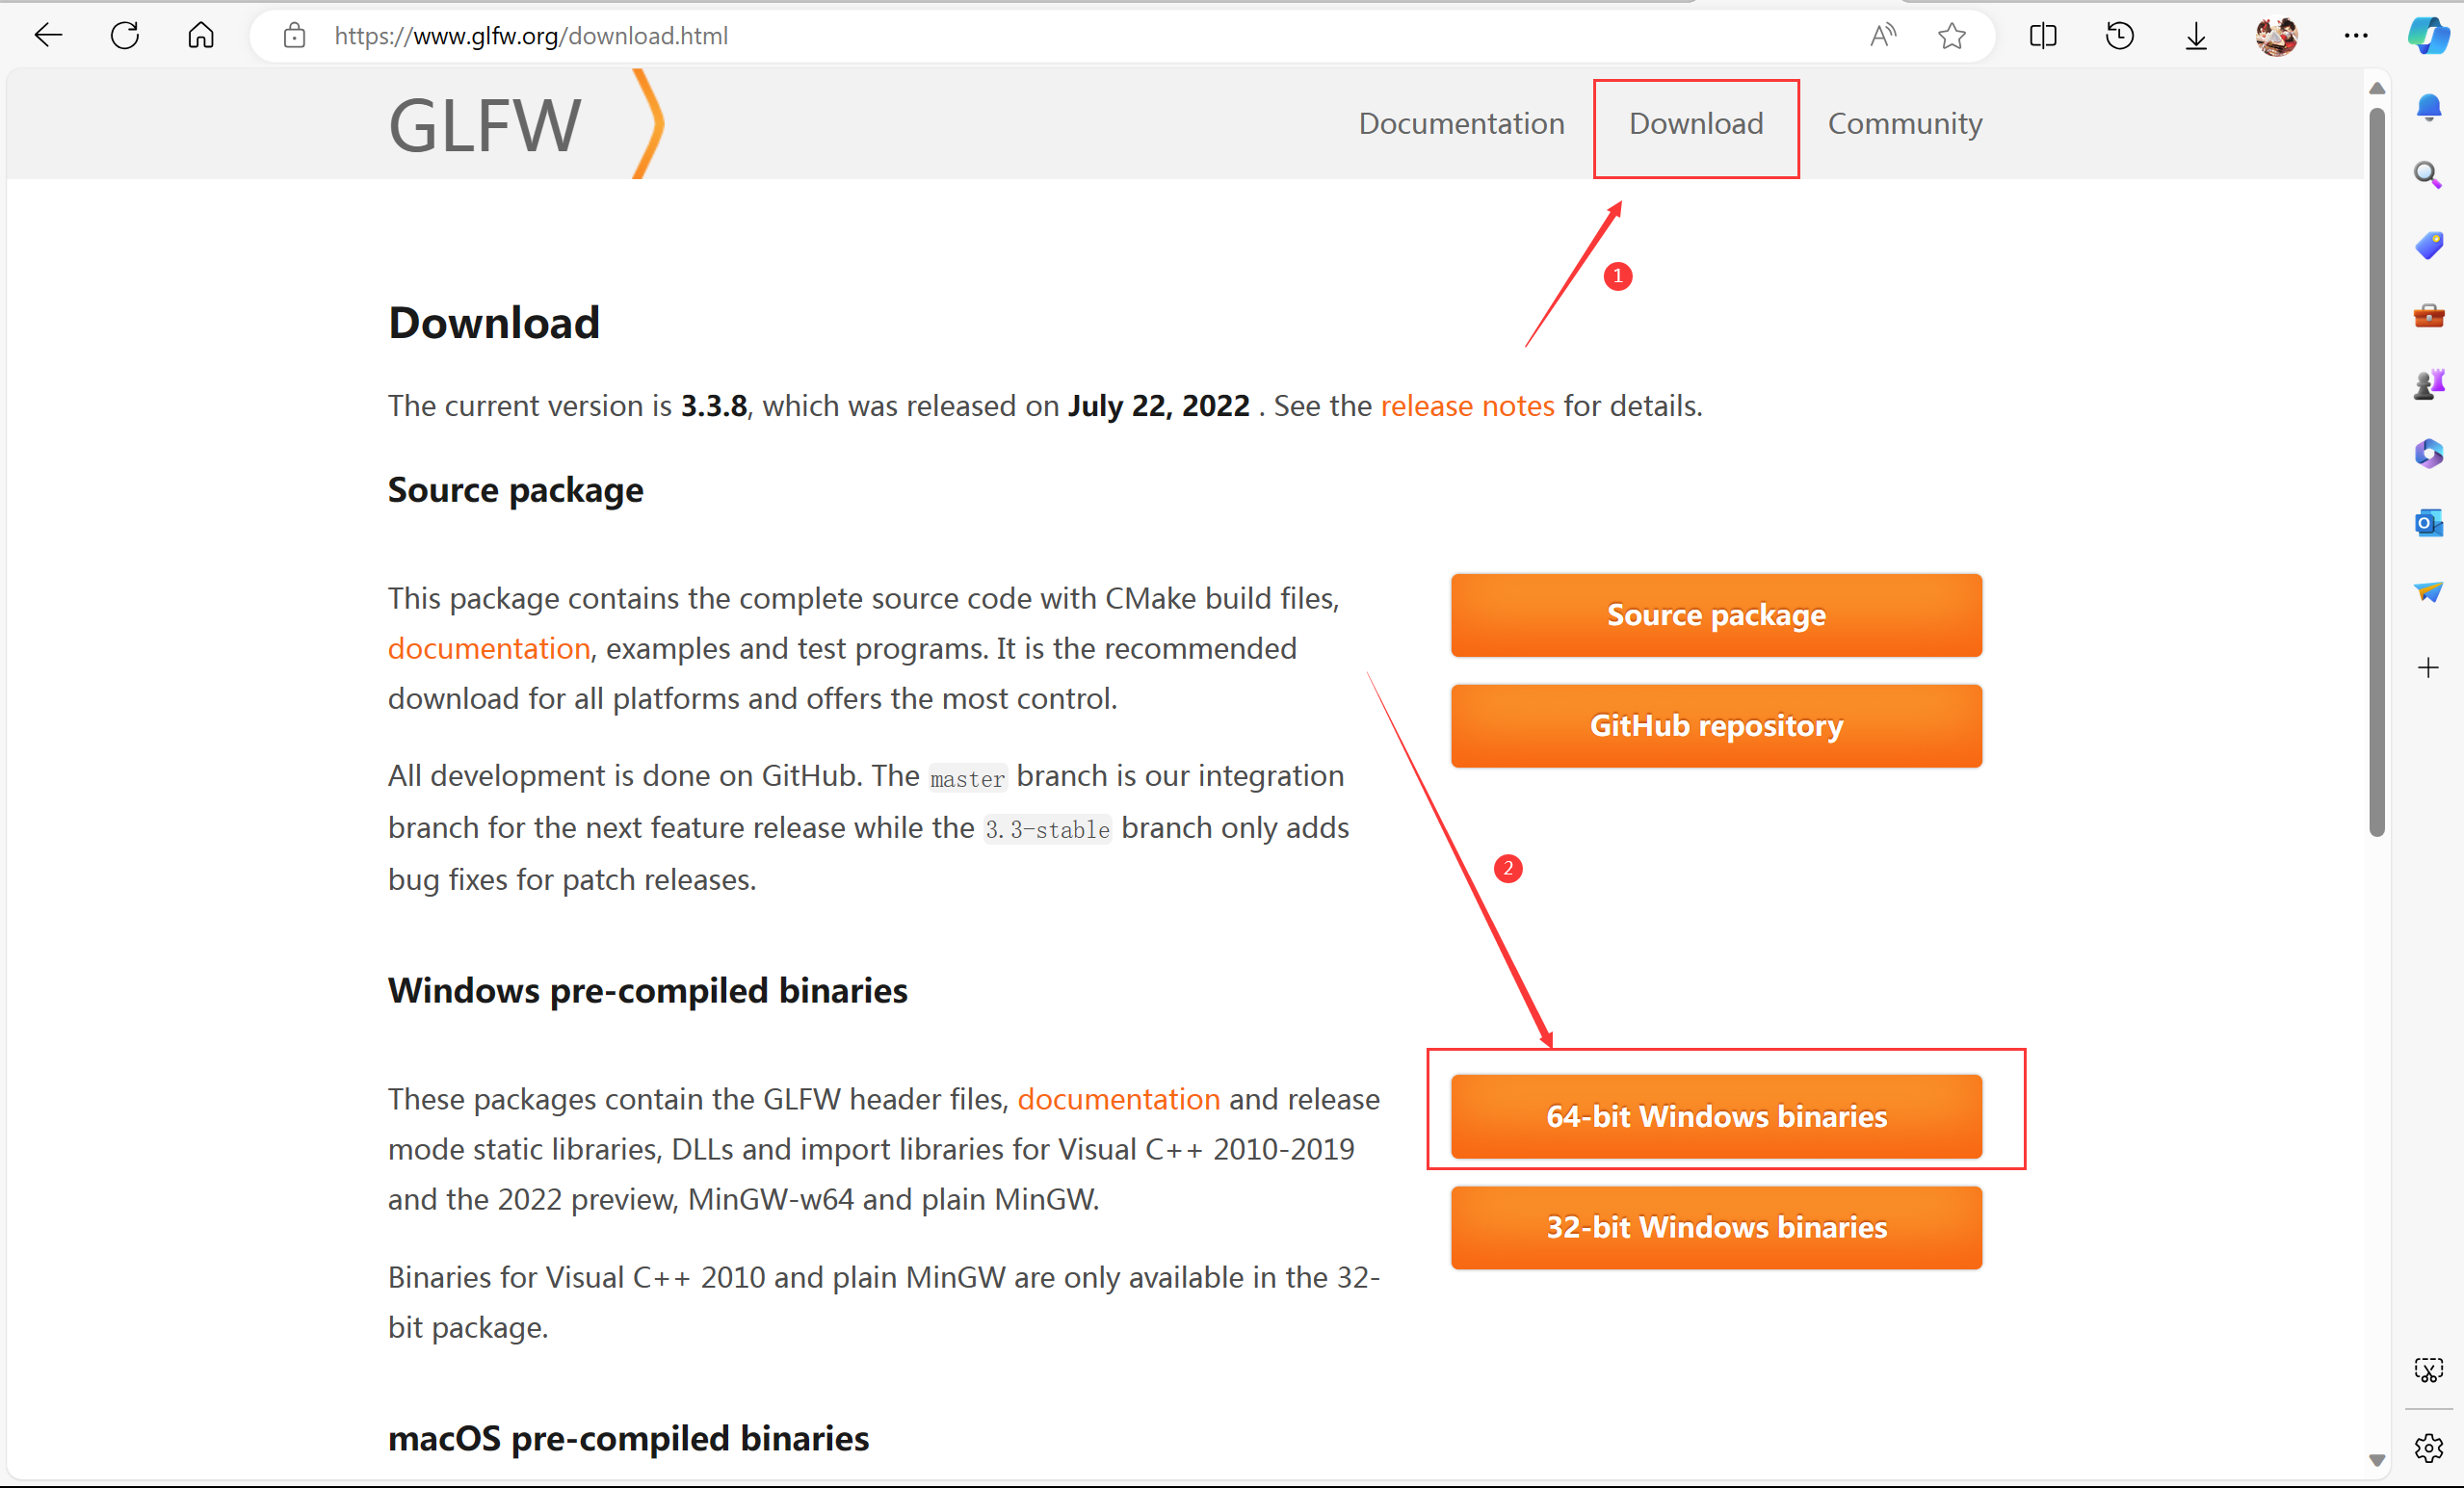 https://www.glfw.org/download.html
GLFW
Documentation
Download
Community
1
Download
The current version is 3.3.8, which was released on July 22, 2022 . See the release notes for details.
Source package
This package contains the complete source code with CMake build files,
documentation, examples and test programs. It is the recommended
download for all platforms and offers the most control.
Source package
GitHub repository
All development is done on GitHub. The master branch is our integration
branch for the next feature release while the 3.3-stable branch only adds
bug fixes for patch releases.
2
Windows pre-compiled binaries
These packages contain the GLFW header files, documentation and release
mode static libraries, DLLs and import libraries for Visual C++ 2010-2019
and the 2022 preview, MinGW-w64 and plain MinGW.
64-bit Windows binaries
32-bit Windows binaries
Binaries for Visual C++ 2010 and plain MinGW are only available in the 32-
bit package.
macOS pre-compiled binaries